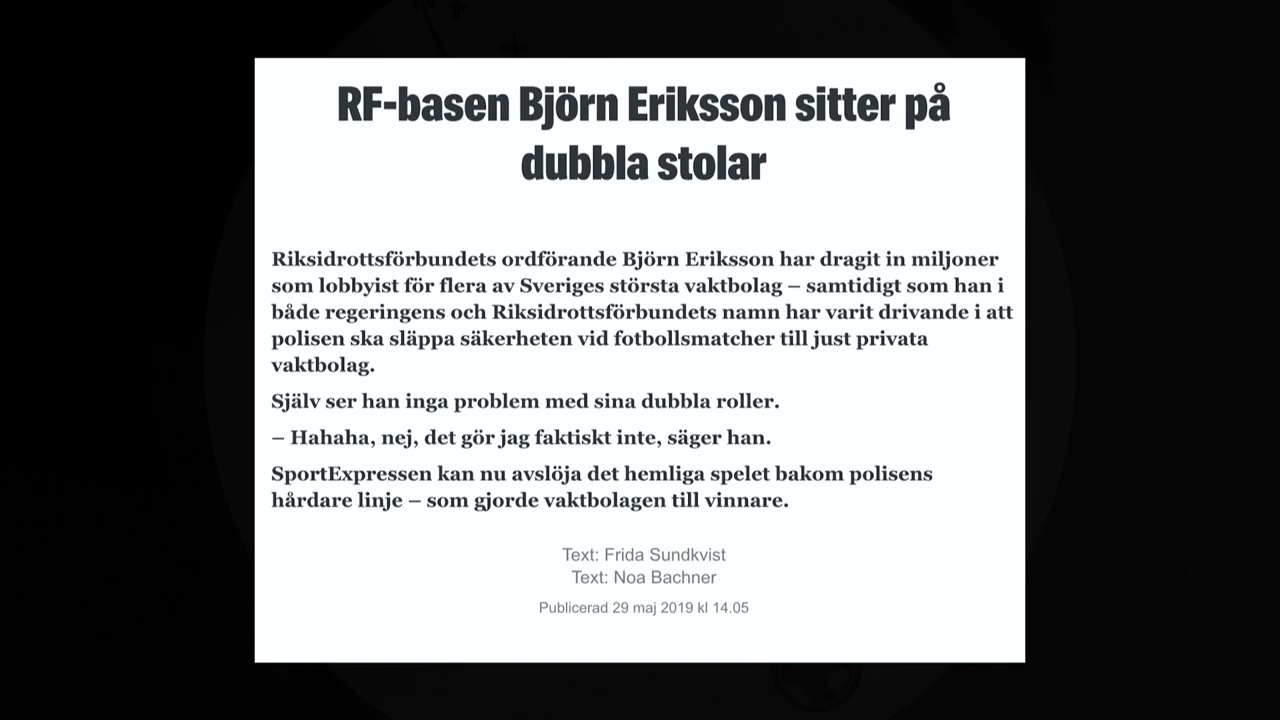 RF-basen Björn Eriksson sitter på
dubbla stolar
Riksidrottsförbundets ordförande Björn Eriksson har dragit in miljoner
som lobbyist för flera av Sveriges största vaktbolag – samtidigt som han i
både regeringens och Riksidrottsförbundets namn har varit drivande i att
polisen ska släppa säkerheten vid fotbollsmatcher till just privata
vaktbolag.
Själv ser han inga problem med sina dubbla roller.
– Hahaha, nej, det gör jag faktiskt inte, säger han.
SportExpressen kan nu avslöja det hemliga spelet bakom polisens
hårdare linje – som gjorde vaktbolagen till vinnare.
Text: Frida Sundkvist
Text: Noa Bachner
Publicerad 29 maj 2019 kl 14.05